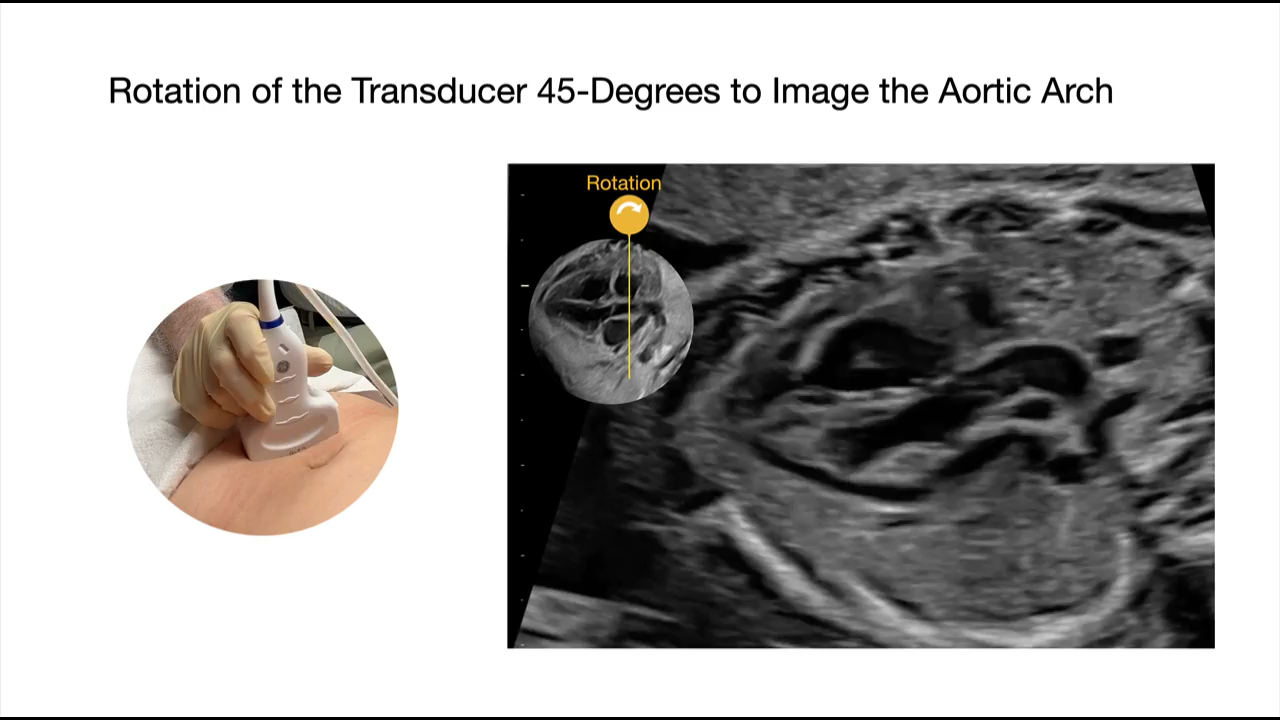 Rotation of the Transducer 45-Degrees to Image the Aortic Arch
Rotation